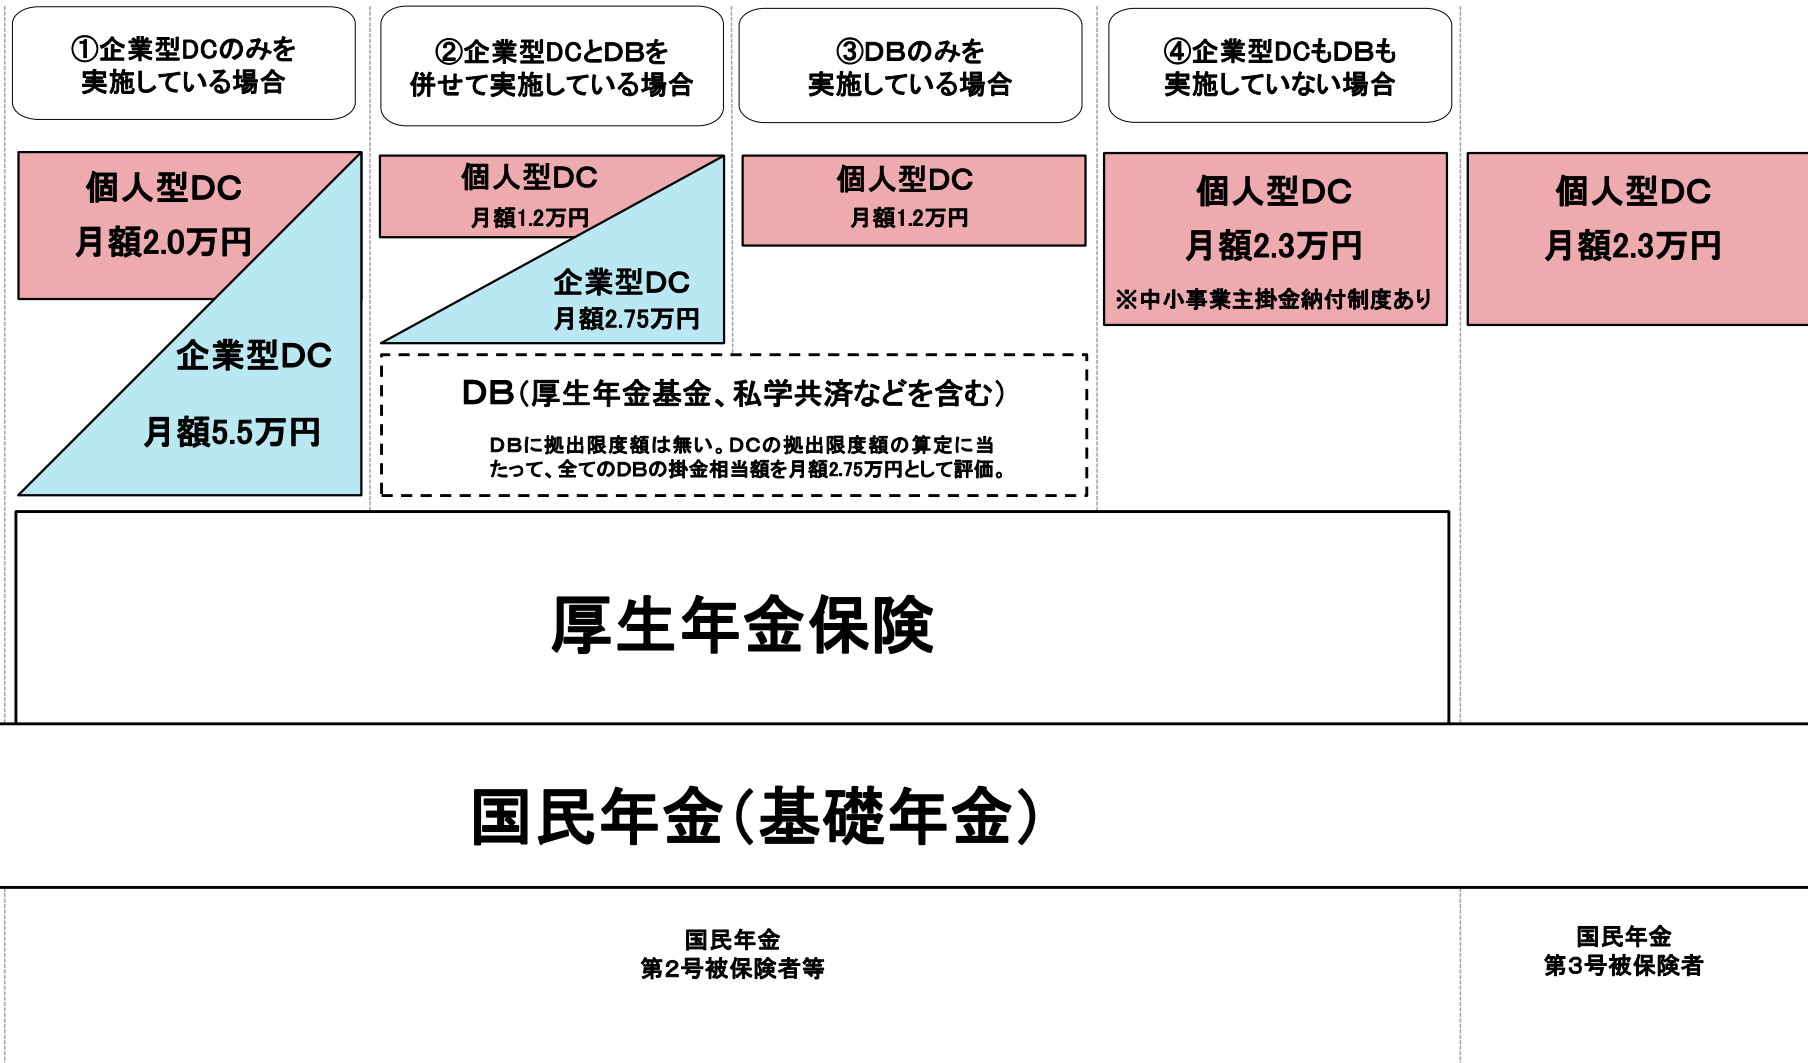 ①企業型DCのみを
実施している場合
②企業型DCとDBを
併せて実施している場合
③DBのみを
実施している場合
④企業型DCもDBも
実施していない場合
個人型DC
月額2.0万円
企業型DC
月額5.5万円
個人型DC
月額1.2万円
企業型DC
月額2.75万円
個人型DC
月額1.2万円
個人型DC
月額2.3万円
※中小事業主掛金納付制度あり
個人型DC
月額2.3万円
DB(厚生年金基金、私学共済などを含む)
DBに拠出限度額は無い。DCの拠出限度額の算定に当
たって、全てのDBの掛金相当額を月額2.75万円として評価。
厚生年金保険
国民年金(基礎年金)
国民年金
第2号被保険者等
国民年金
第3号被保険者